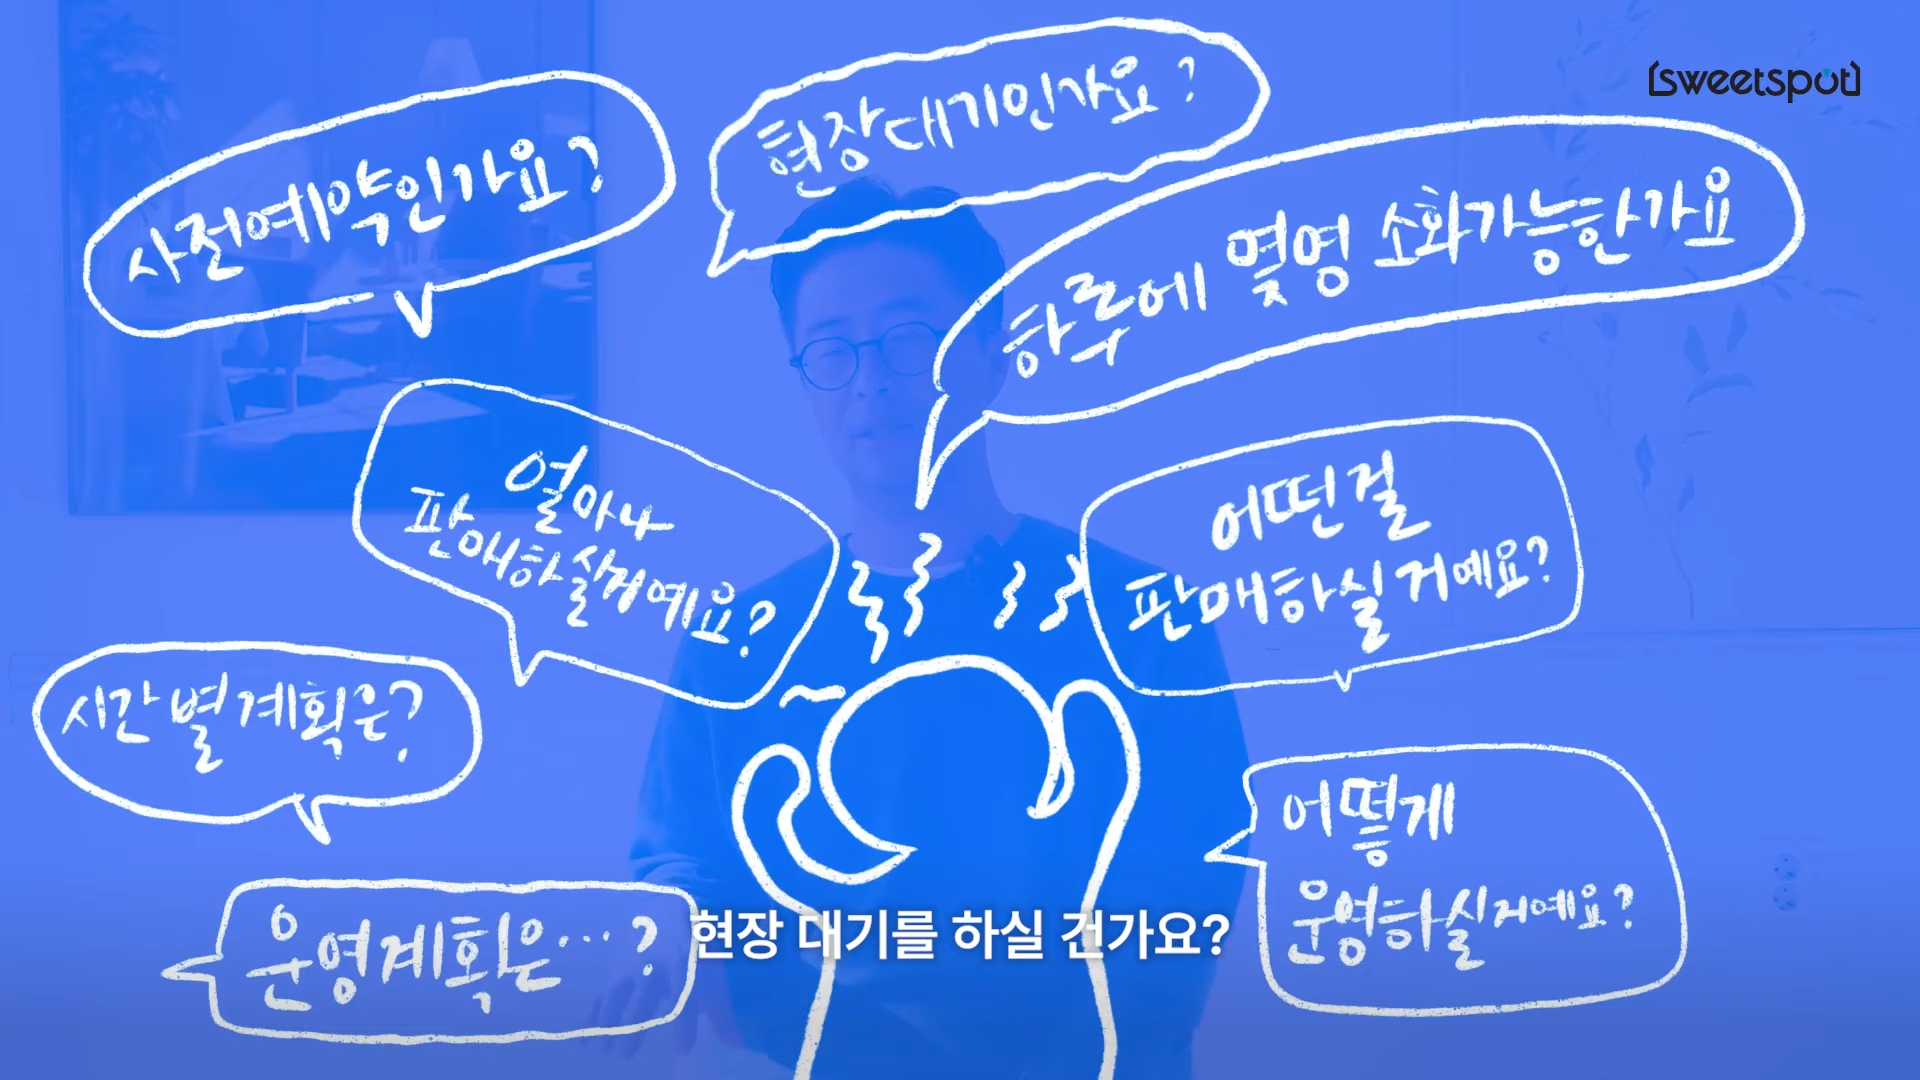 sweetspot
현장대기인가요?
사전예약인가요?
하루에 몇명 소화가능한가요
얼마나
판매하실거예요?
어떤걸
판매하실거예요?
시간별계획은?
어떻게
운영하실거예요?
운영계획은…?
현장 대기를 하실 건가요?